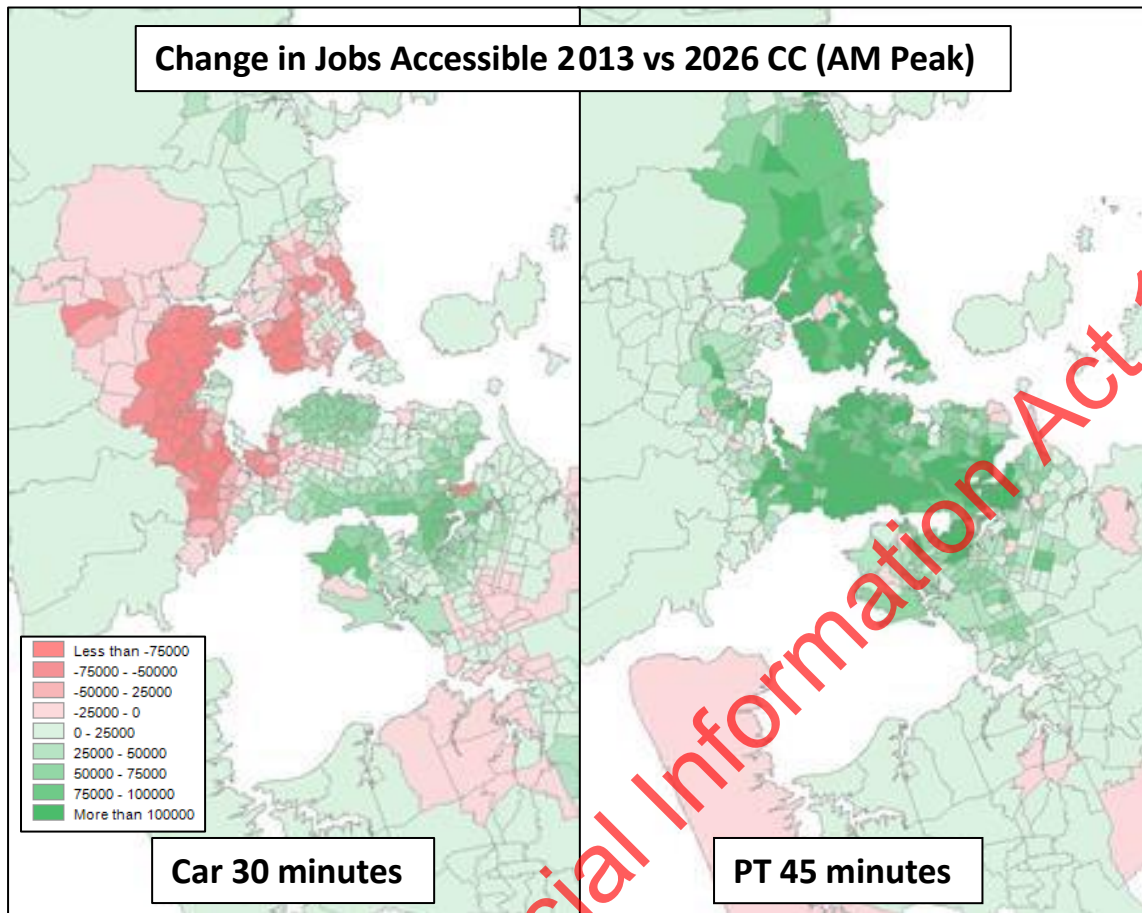 Change in Jobs Accessible 2013 vs 2026 CC (AM Peak)
Less than -75000
-75000 - -50000
-50000 - 25000
-25000 - 0
0 - 25000
25000 - 50000
50000 - 75000
75000 - 100000
More than 100000
Car 30 minutes
PT 45 minutes
cial Information Act 1